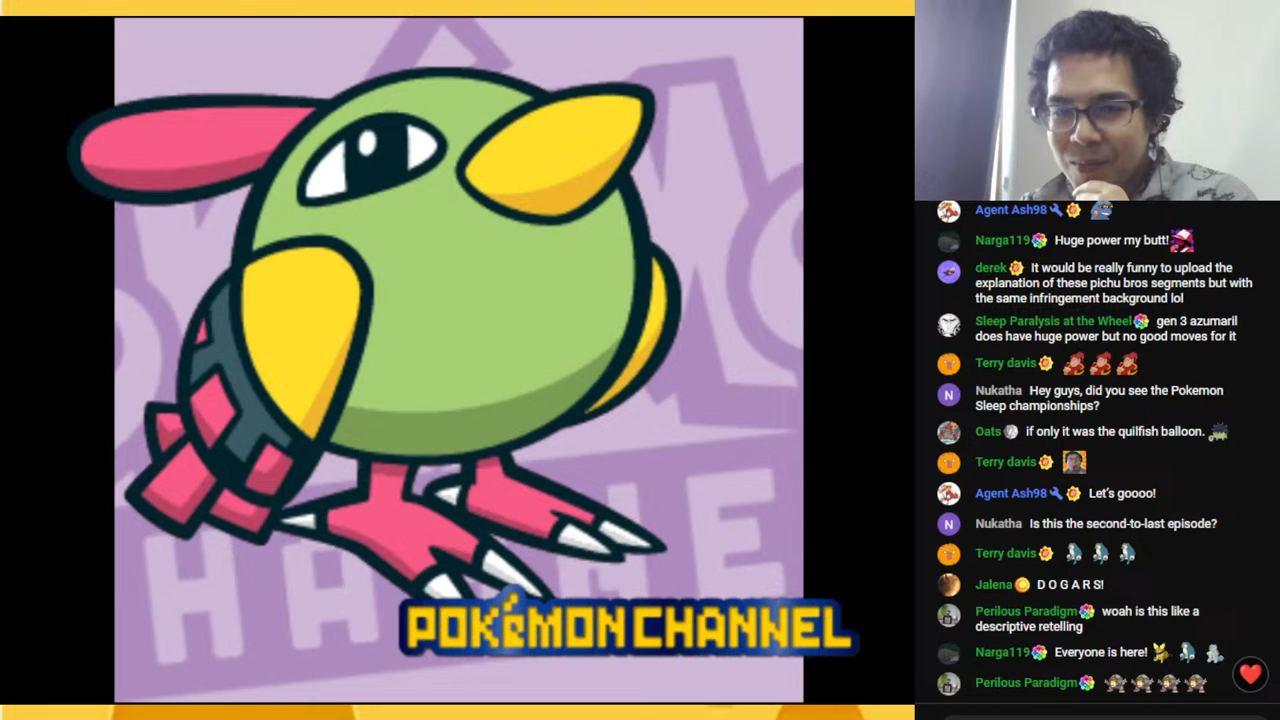 POKéMON CHANNEL
HANNE
Agent Ash98
Narga119 Huge power my butt!
derek It would be really funny to upload the
explanation of these pichu bros segments but with
the same infringement background lol
Sleep Paralysis at the Wheel gen 3 azumaril
does have huge power but no good moves for it
Terry davis
Nukatha Hey guys, did you see the Pokemon
Sleep championships?
Oats if only it was the quilfish balloon.
Terry davis
Agent Ash98 Let's goooo!
Nukatha Is this the second-to-last episode?
Terry davis
Jalena D O G A R S!
Perilous Paradigm woah is this like a
descriptive retelling
Narga119 Everyone is here!
Perilous Paradigm